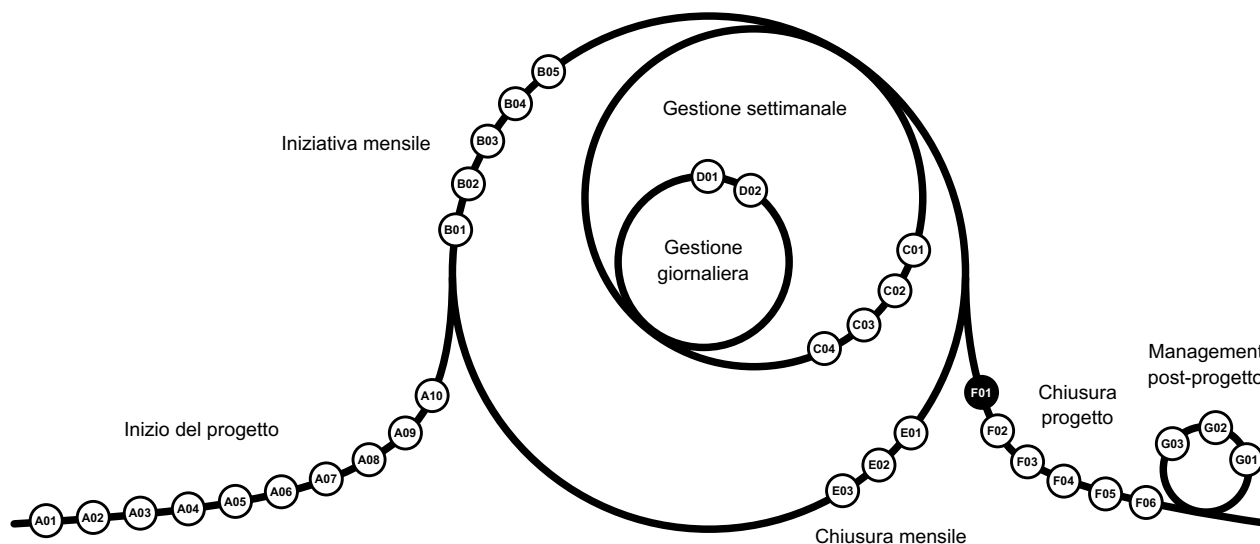 Inizio del progetto
A01
A02
A03
A04
A05
A06
A07
A08
A09
A10
Iniziativa mensile
B01
B02
B03
B04
B05
Gestione settimanale
C01
C02
C03
C04
Gestione
giornaliera
D01
D02
Chiusura mensile
E01
E02
E03
Chiusura
progetto
F01
F02
F03
F04
F05
F06
Management
post-progetto
G01
G02
G03